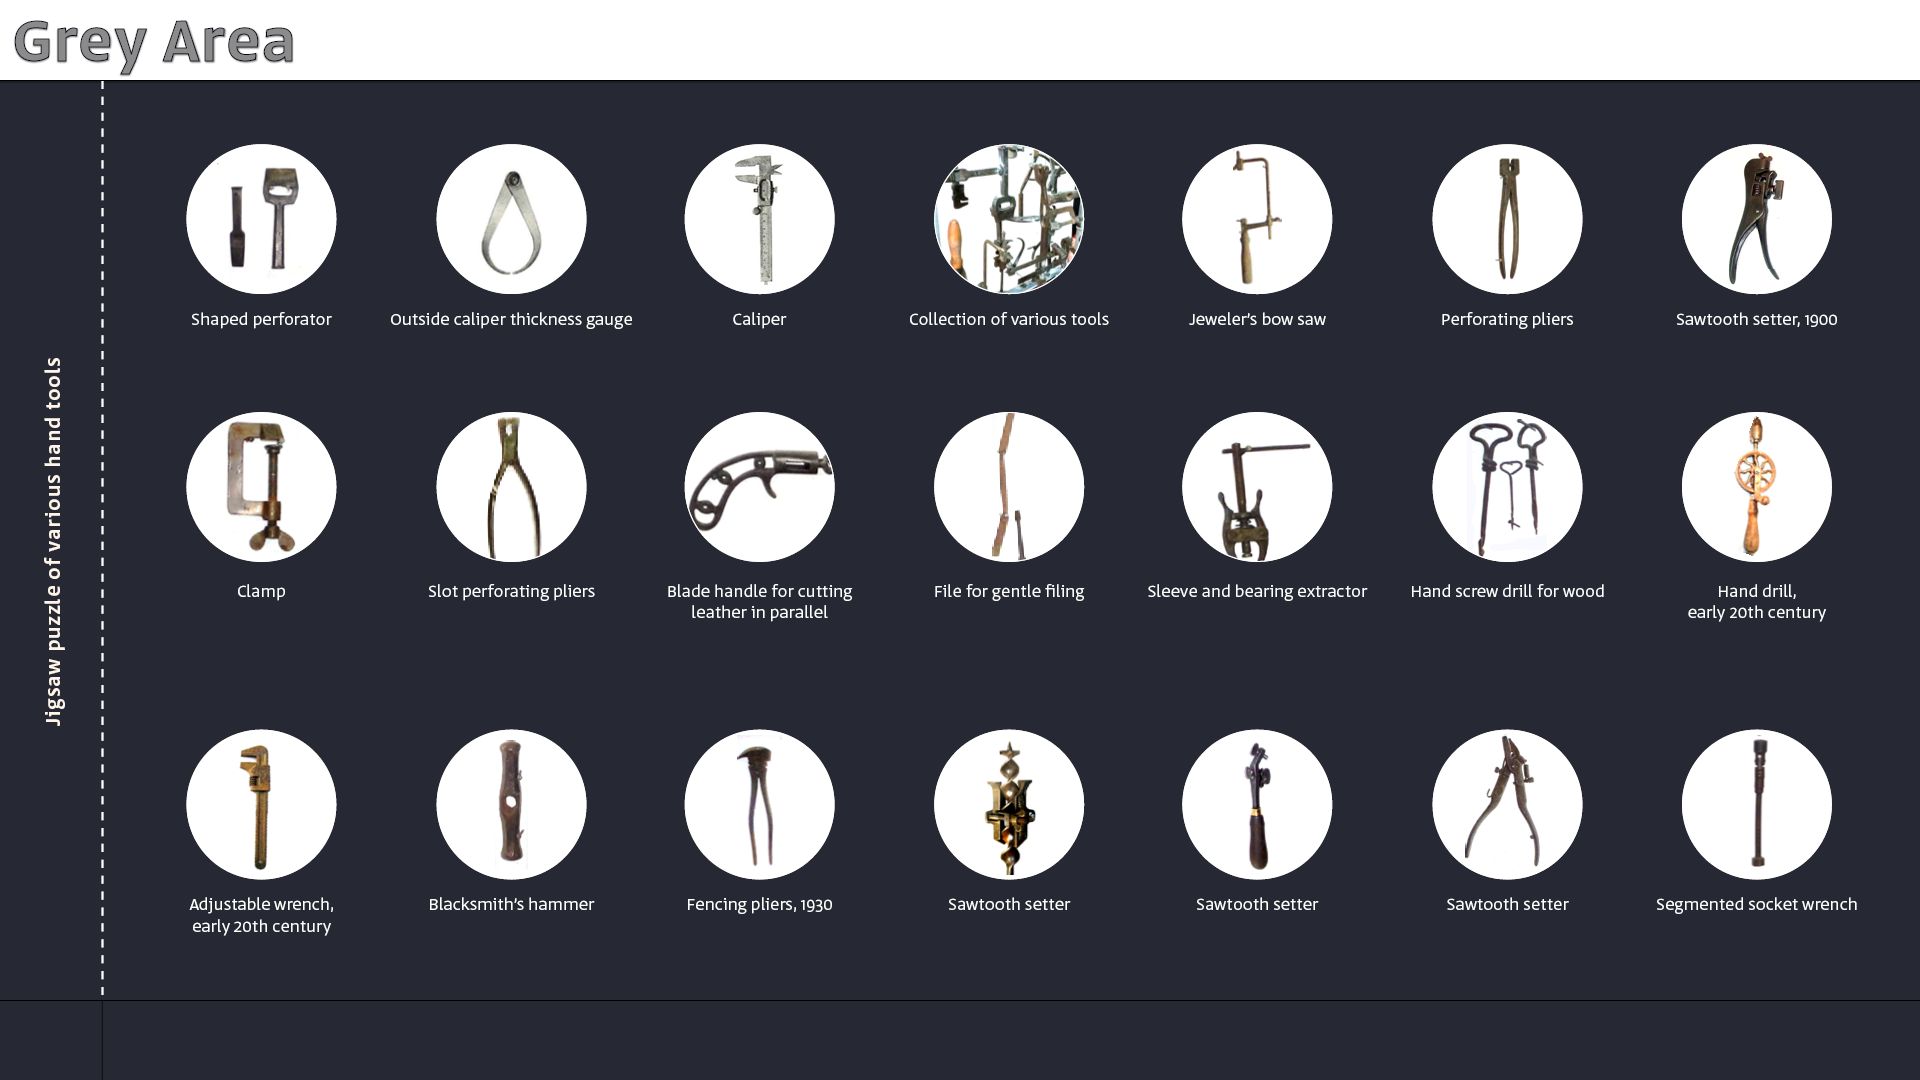 Grey Area
Jigsaw puzzle of various hand tools
Shaped perforator
Outside caliper thickness gauge
Caliper
Collection of various tools
Jeweler's bow saw
Perforating pliers
Sawtooth setter, 1900
Clamp
Slot perforating pliers
Blade handle for cutting
leather in parallel
File for gentle filing
Sleeve and bearing extractor
Hand screw drill for wood
Hand drill,
early 20th century
Adjustable wrench,
early 20th century
Blacksmith's hammer
Fencing pliers, 1930
Sawtooth setter
Sawtooth setter
Sawtooth setter
Segmented socket wrench